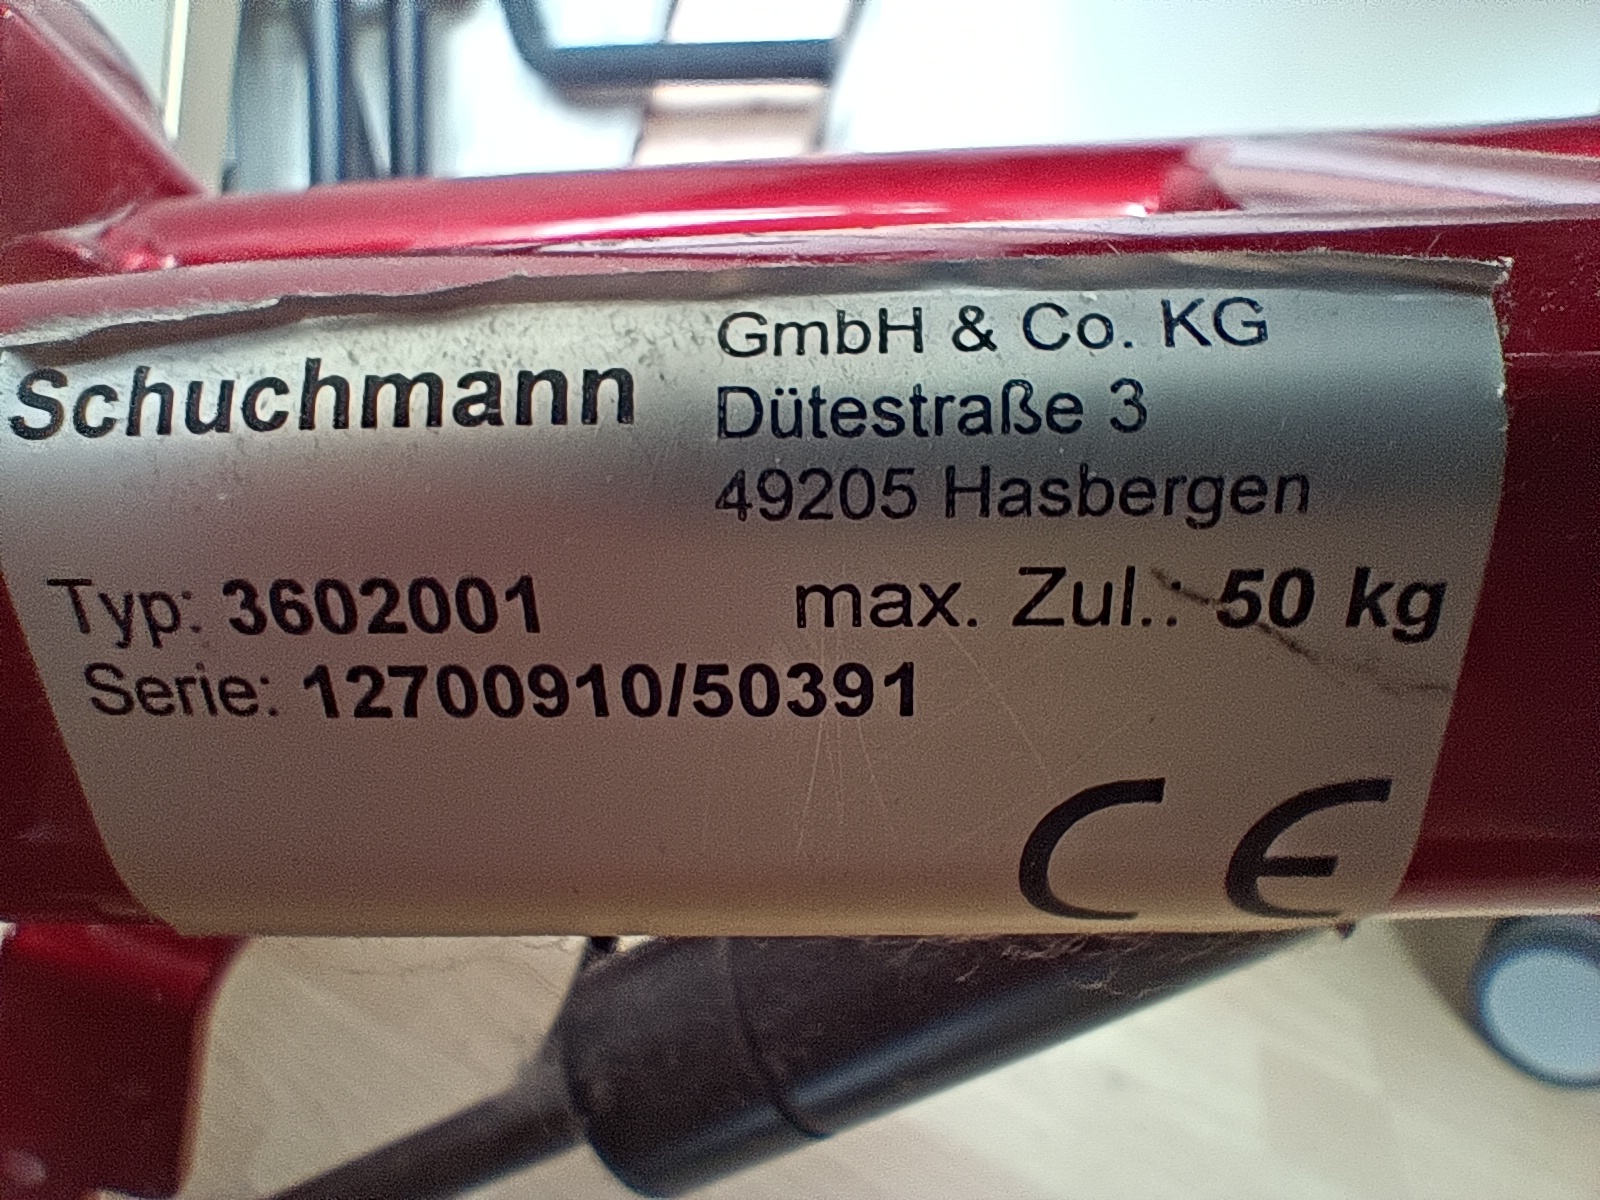 Schuchmann
GmbH & Co. KG
Dütestraße 3
49205 Hasbergen
Typ: 3602001
max. Zul.: 50 kg
Serie: 12700910/50391
CE